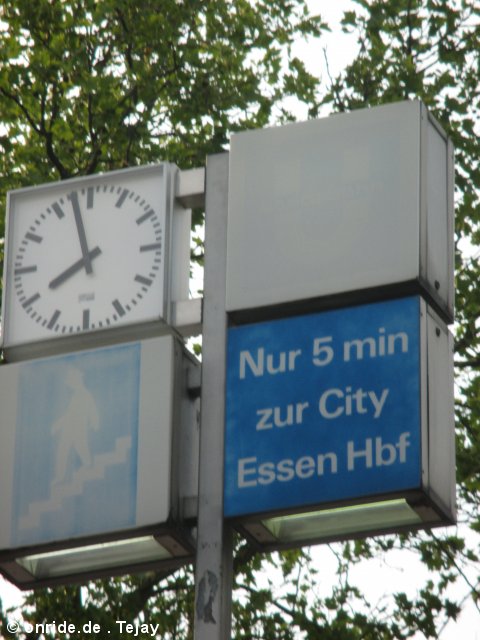 Nur 5 min
zur City
Essen Hbf
© onride.de . Tejay